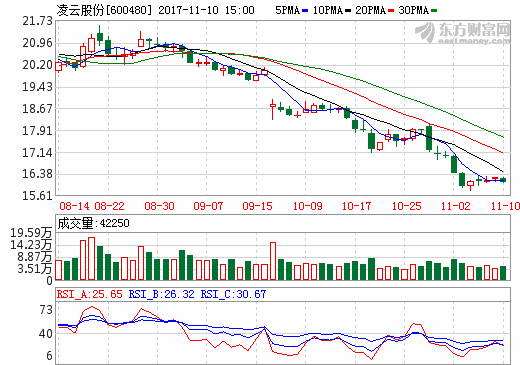 凌云股份[600480] 2017-11-10 15:00 5PMA 10PMA 20PMA 30PMA
东方财富网
eastmoney.com
21.73
20.96
20.20
19.43
18.67
17.91
17.14
16.38
15.61
08-14 08-22 08-30 09-07 09-15 10-09 10-17 10-25 11-02 11-10
成交量:42250
19.59万
14.23万
8.87万
3.51万
0
RSI_A:25.65 RSI_B:26.32 RSI_C:30.67
73
40
6